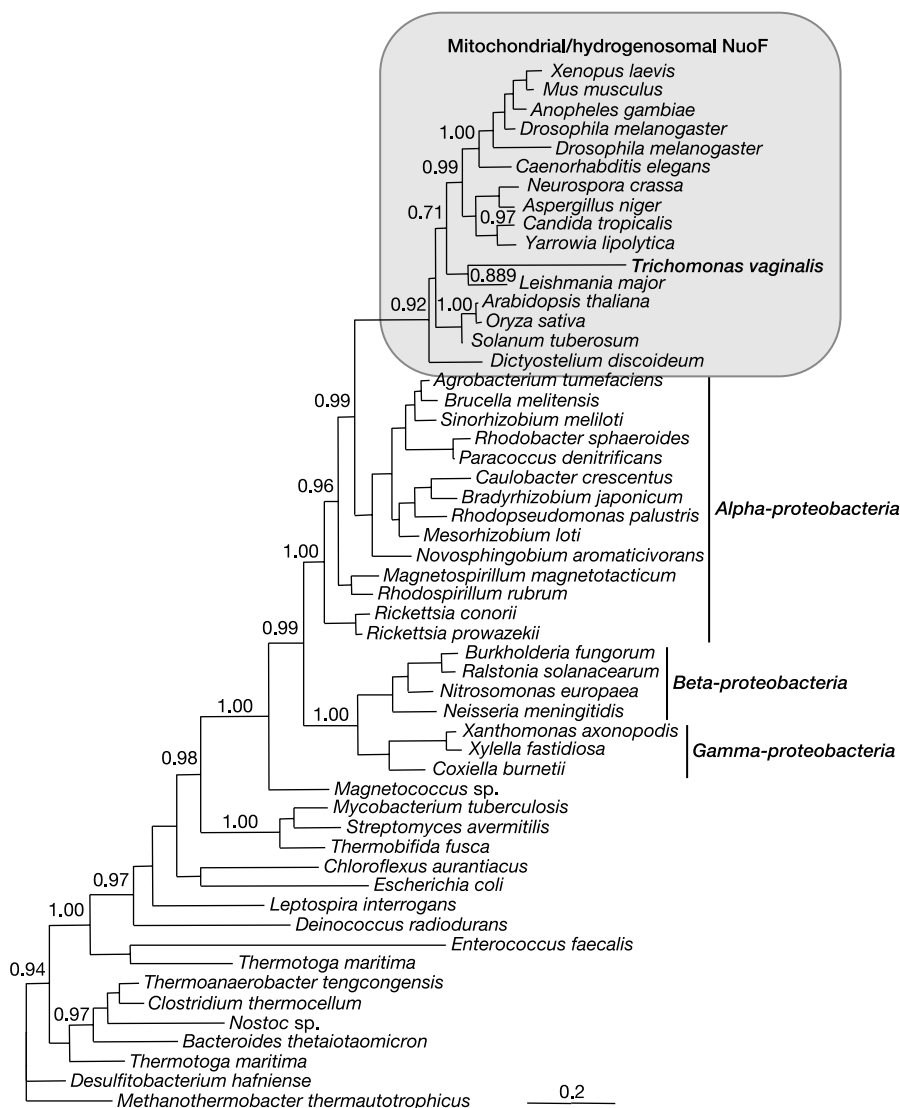 Mitochondrial/hydrogenosomal NuoF
Xenopus laevis
Mus musculus
Anopheles gambiae
1.00
Drosophila melanogaster
Drosophila melanogaster
0.99
Caenorhabditis elegans
Neurospora crassa
Aspergillus niger
0.71
0.97
Candida tropicalis
Yarrowia lipolytica
Trichomonas vaginalis
0.889
Leishmania major
0.92
1.00
Arabidopsis thaliana
Oryza sativa
Solanum tuberosum
Dictyostelium discoideum
Agrobacterium tumefaciens
0.99
Brucella melitensis
Sinorhizobium meliloti
Rhodobacter sphaeroides
Paracoccus denitrificans
Caulobacter crescentus
0.96
Bradyrhizobium japonicum
Alpha-proteobacteria
Rhodopseudomonas palustris
Mesorhizobium loti
1.00
Novosphingobium aromaticivorans
Magnetospirillum magnetotacticum
Rhodospirillum rubrum
Rickettsia conorii
0.99
Rickettsia prowazekii
Burkholderia fungorum
Ralstonia solanacearum
Beta-proteobacteria
Nitrosomonas europaea
1.00
1.00
Neisseria meningitidis
Xanthomonas axonopodis
Xylella fastidiosa
Gamma-proteobacteria
0.98
Coxiella burnetii
Magnetococcus sp.
Mycobacterium tuberculosis
1.00
Streptomyces avermitilis
Thermobifida fusca
Chloroflexus aurantiacus
0.97
Escherichia coli
Leptospira interrogans
1.00
Deinococcus radiodurans
Enterococcus faecalis
0.94
Thermotoga maritima
Thermoanaerobacter tengcongensis
Clostridium thermocellum
0.97
Nostoc sp.
Bacteroides thetaiotaomicron
Thermotoga maritima
Desulfitobacterium hafniense
0.2
Methanothermobacter thermautotrophicus